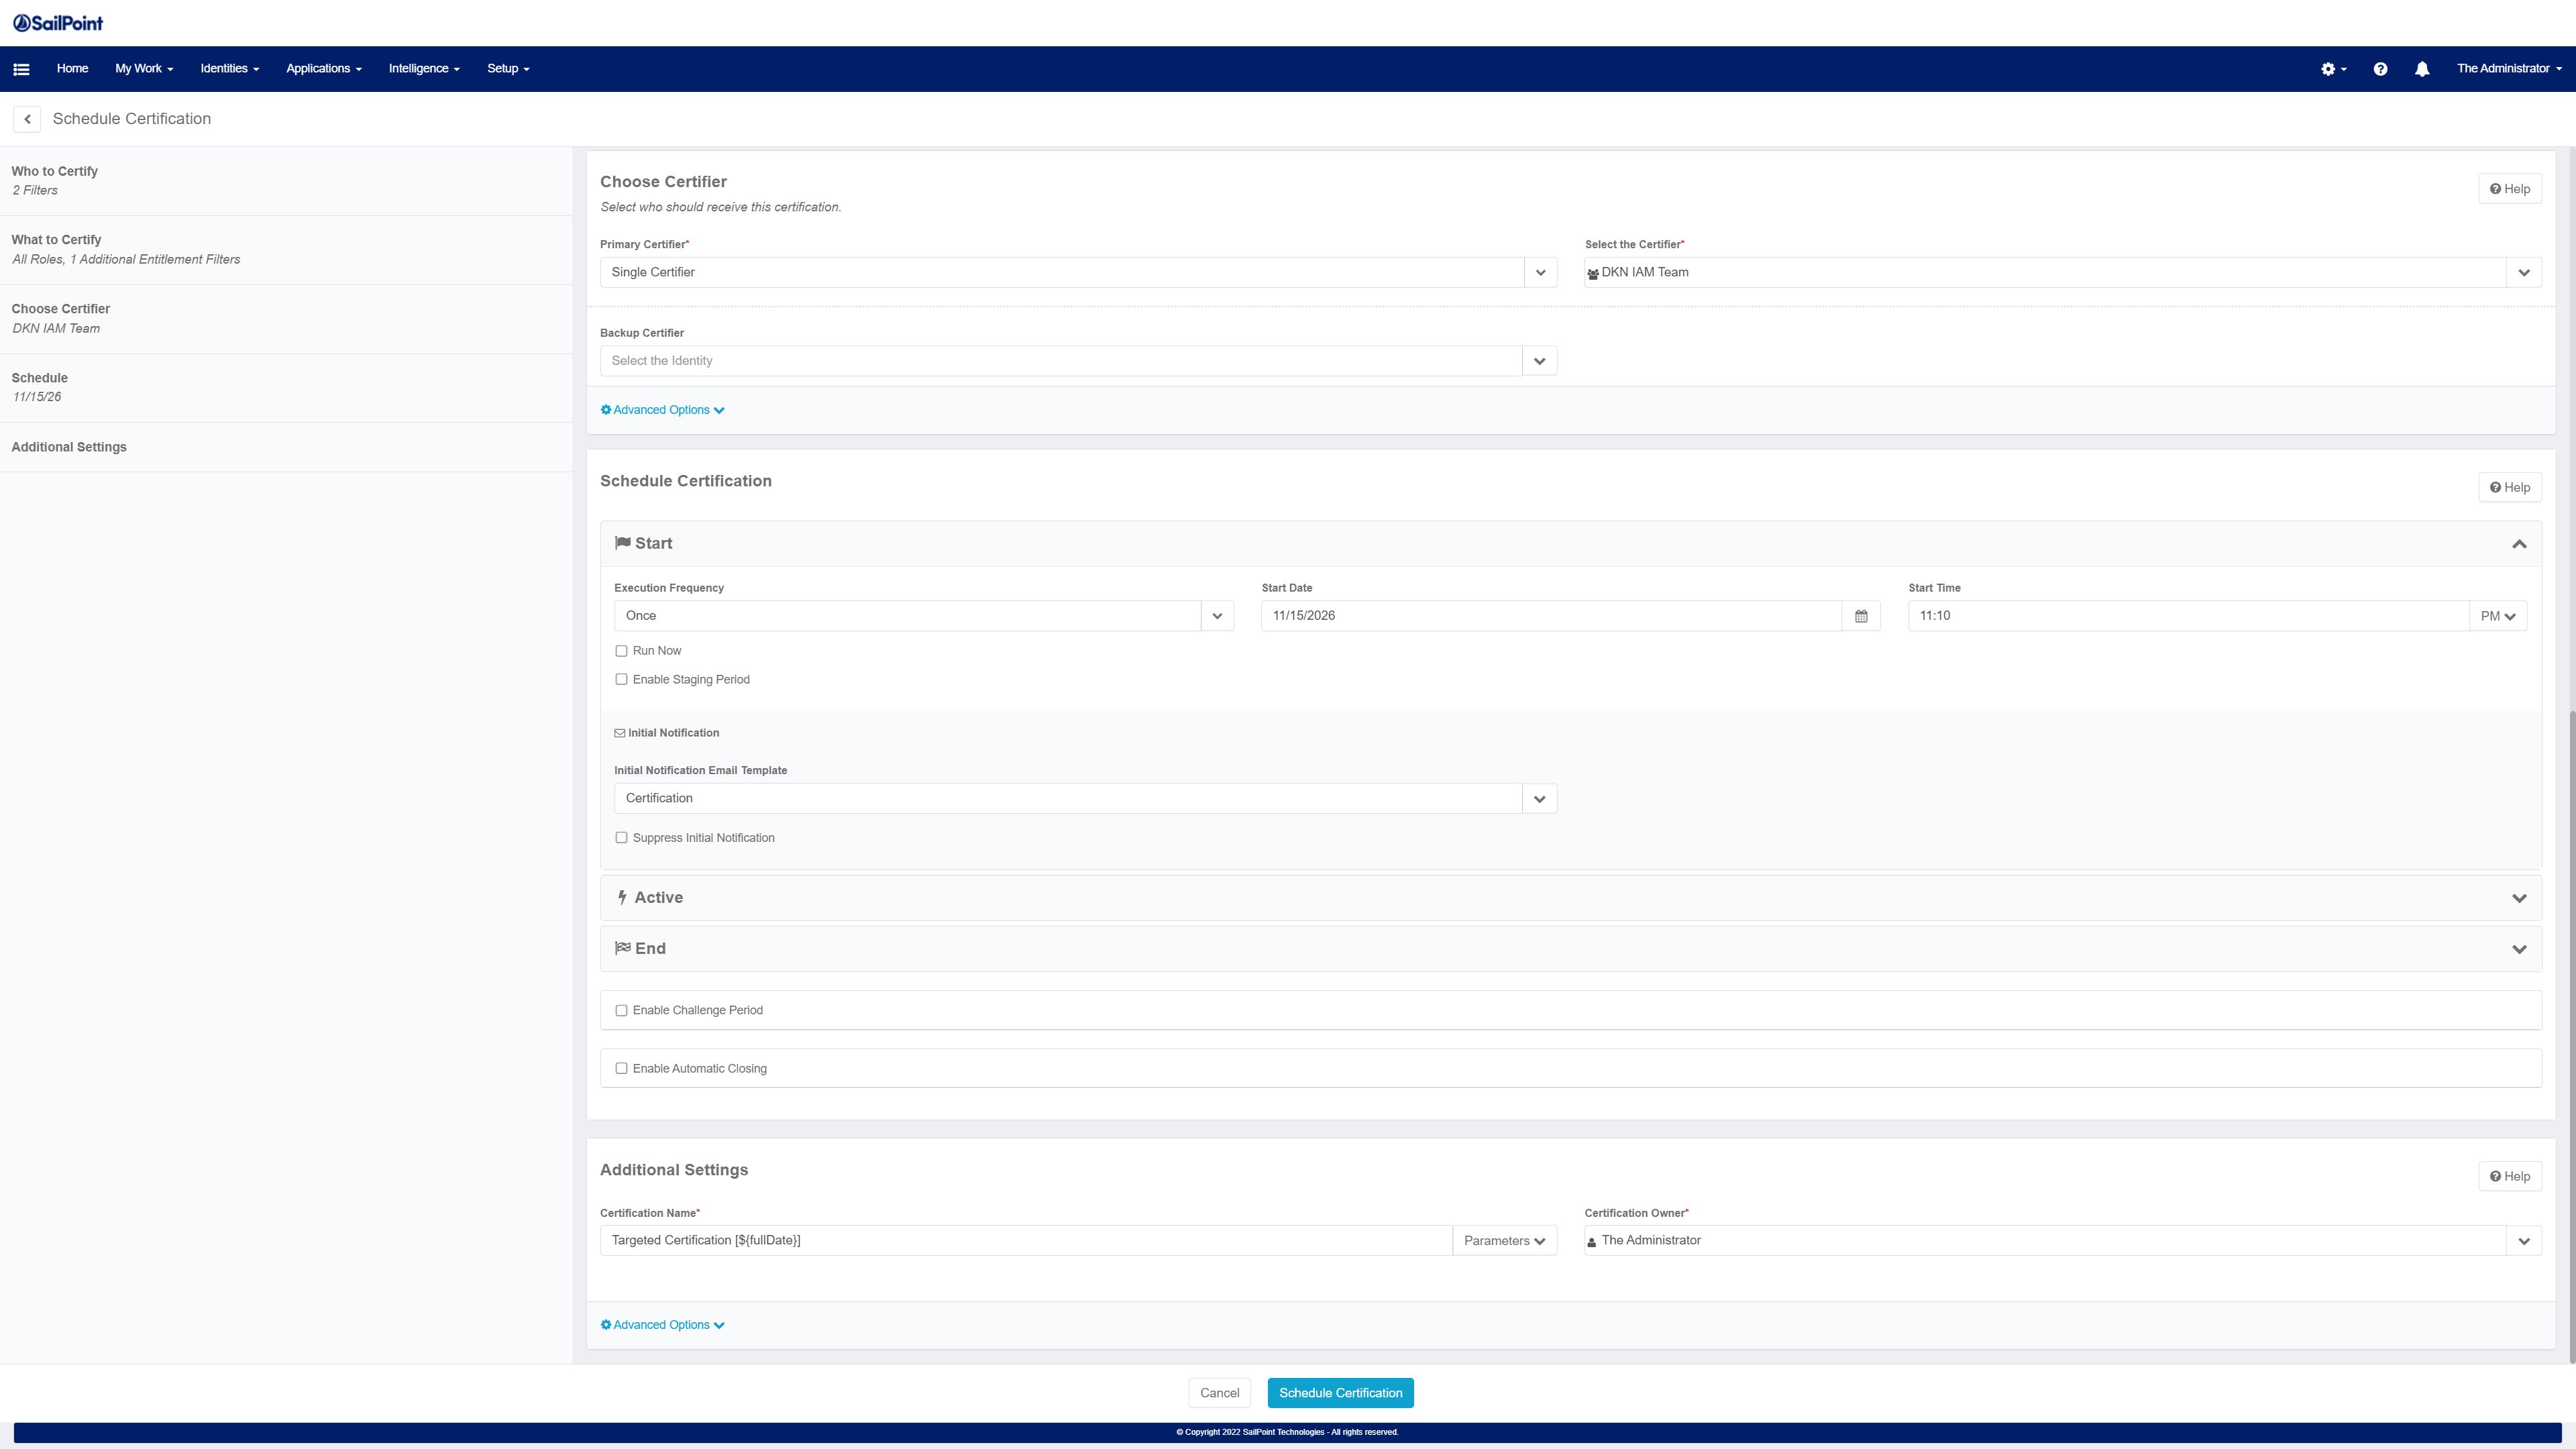 SailPoint
Home My Work Identities Applications Intelligence Setup The Administrator
Schedule Certification
Who to Certify
2 Filters
What to Certify
All Roles, 1 Additional Entitlement Filters
Choose Certifier
DKN IAM Team
Schedule
11/15/26
Additional Settings
Choose Certifier
Help
Select who should receive this certification.
Primary Certifier* Select the Certifier*
Single Certifier DKN IAM Team
Backup Certifier
Select the Identity
Advanced Options
Schedule Certification
Help
Start
Execution Frequency Start Date Start Time
Once 11/15/2026 11:10 PM
Run Now
Enable Staging Period
Initial Notification
Initial Notification Email Template
Certification
Suppress Initial Notification
Active
End
Enable Challenge Period
Enable Automatic Closing
Additional Settings
Help
Certification Name* Certification Owner*
Targeted Certification [${fullDate}] Parameters The Administrator
Advanced Options
Cancel Schedule Certification
© Copyright 2022 SailPoint Technologies - All rights reserved.